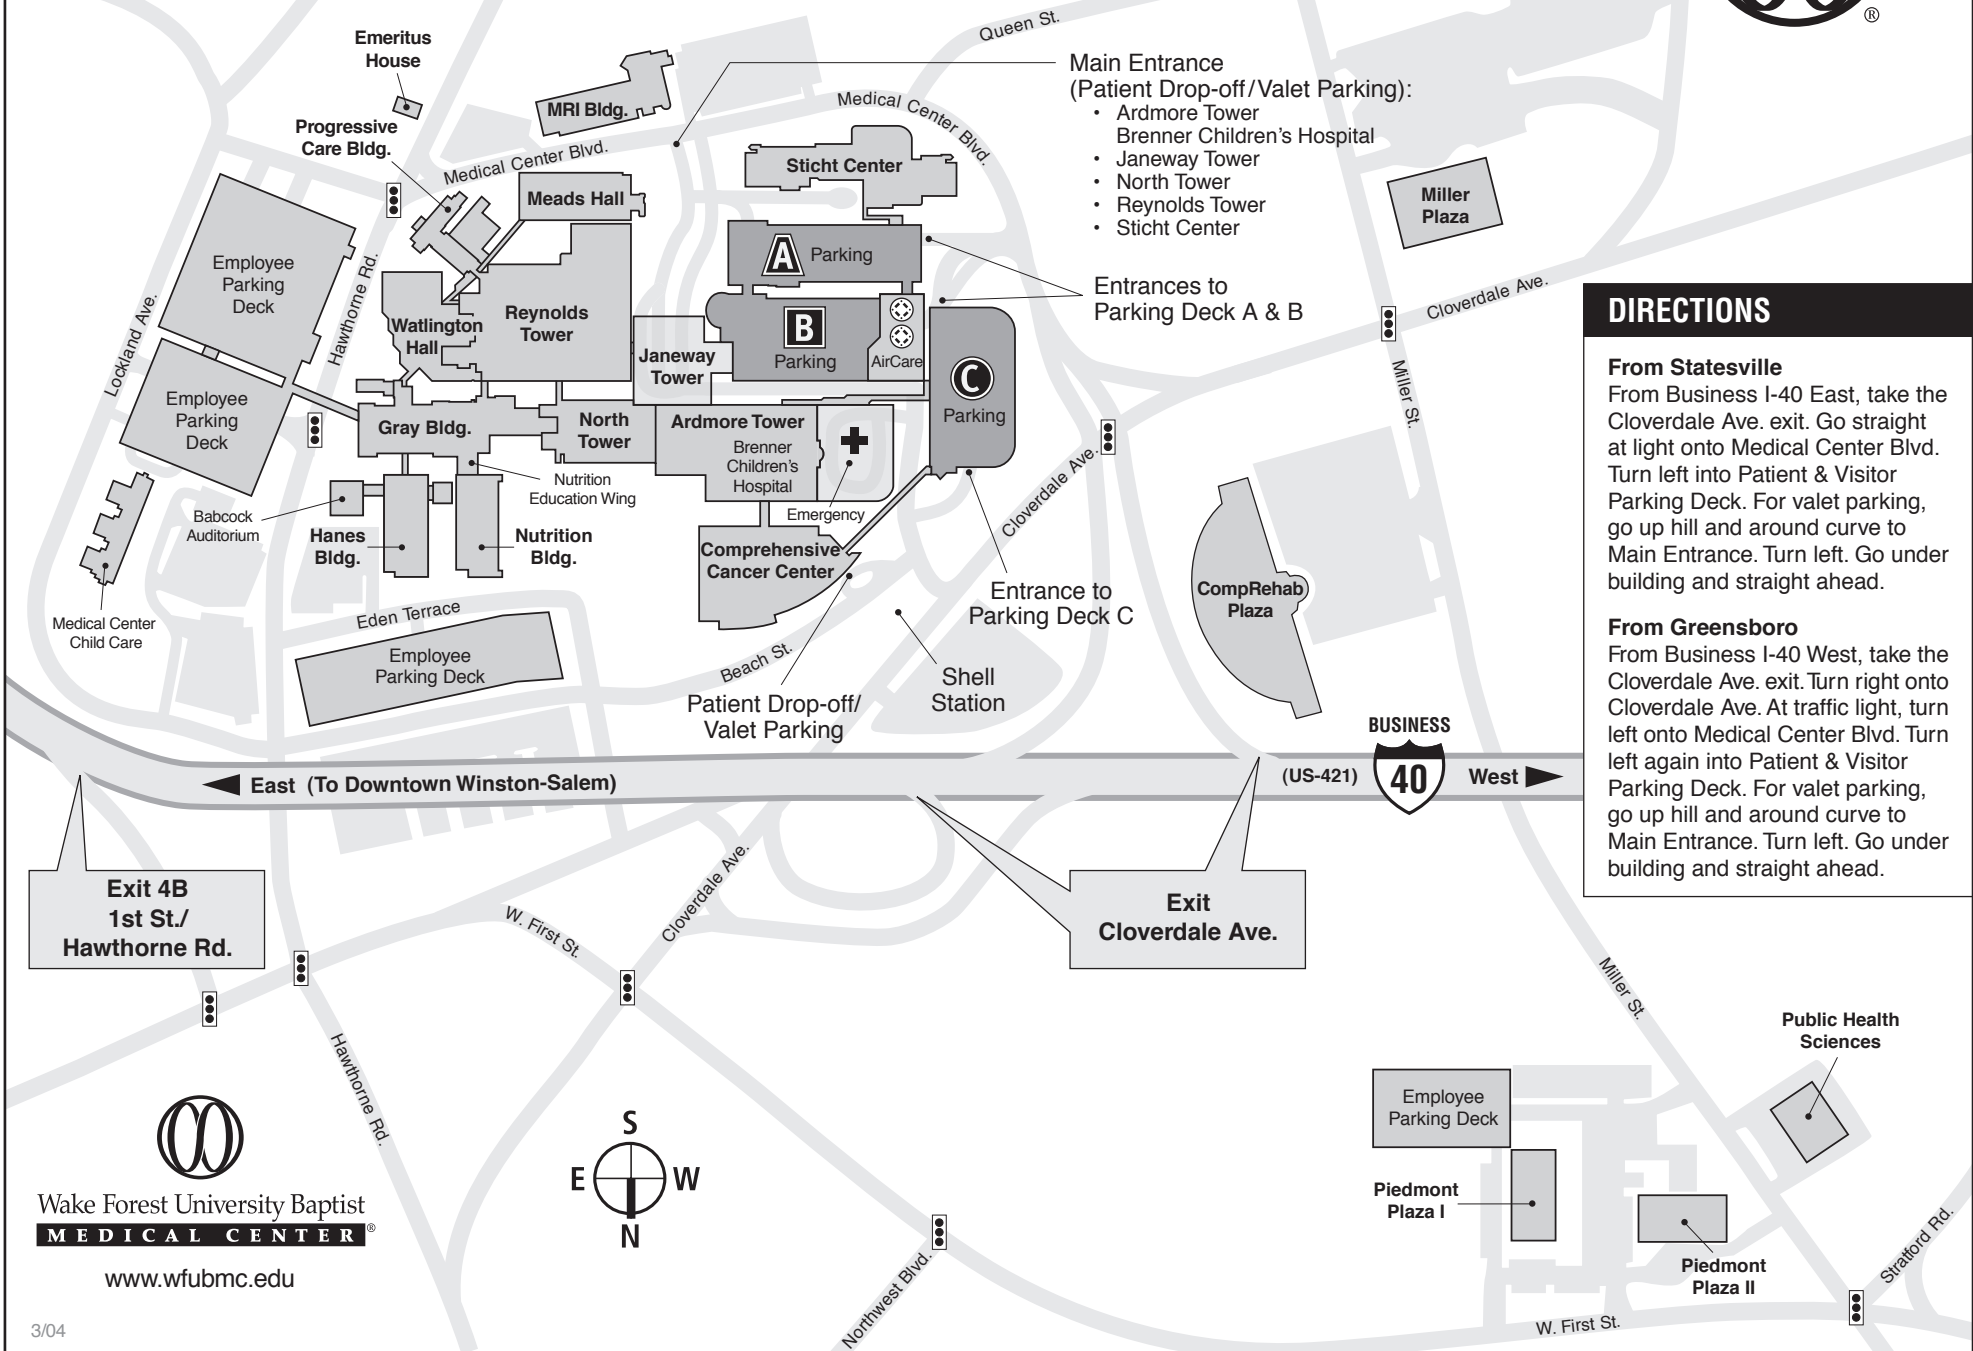 ®
Queen St.
Emeritus
House
Main Entrance
(Patient Drop-off/Valet Parking):
• Ardmore Tower
Brenner Children's Hospital
• Janeway Tower
• North Tower
• Reynolds Tower
• Sticht Center
MRI Bldg.
Medical Center Blvd.
Progressive
Care Bldg.
Medical Center Blvd.
Sticht Center
Meads Hall
Miller
Plaza
A Parking
Employee
Parking
Deck
Hawthorne Rd.
Lockland Ave.
Entrances to
Parking Deck A & B
Cloverdale Ave.
Reynolds
Tower
Watlington
Hall
B
Parking
AirCare
Janeway
Tower
C
Parking
Miller St.
Employee
Parking
Deck
Gray Bldg.
North
Tower
Ardmore Tower
Brenner
Children's
Hospital
Emergency
Cloverdale Ave.
Nutrition
Education Wing
Babcock
Auditorium
Hanes
Bldg.
Nutrition
Bldg.
Comprehensive
Cancer Center
Entrance to
Parking Deck C
CompRehab
Plaza
Medical Center
Child Care
Eden Terrace
Employee
Parking Deck
Beach St.
Shell
Station
Patient Drop-off/
Valet Parking
DIRECTIONS
From Statesville
From Business I-40 East, take the
Cloverdale Ave. exit. Go straight
at light onto Medical Center Blvd.
Turn left into Patient & Visitor
Parking Deck. For valet parking,
go up hill and around curve to
Main Entrance. Turn left. Go under
building and straight ahead.
From Greensboro
From Business I-40 West, take the
Cloverdale Ave. exit. Turn right onto
Cloverdale Ave. At traffic light, turn
left onto Medical Center Blvd. Turn
left again into Patient & Visitor
Parking Deck. For valet parking,
go up hill and around curve to
Main Entrance. Turn left. Go under
building and straight ahead.
East (To Downtown Winston-Salem)
BUSINESS
(US-421) 40 West
Exit 4B
1st St./
Hawthorne Rd.
Exit
Cloverdale Ave.
Cloverdale Ave.
W. First St.
Miller St.
Hawthorne Rd.
Public Health
Sciences
Employee
Parking Deck
Piedmont
Plaza I
Piedmont
Plaza II
Stratford Rd.
W. First St.
Northwest Blvd.
S
E W
N
Wake Forest University Baptist
MEDICAL CENTER®
www.wfubmc.edu
3/04